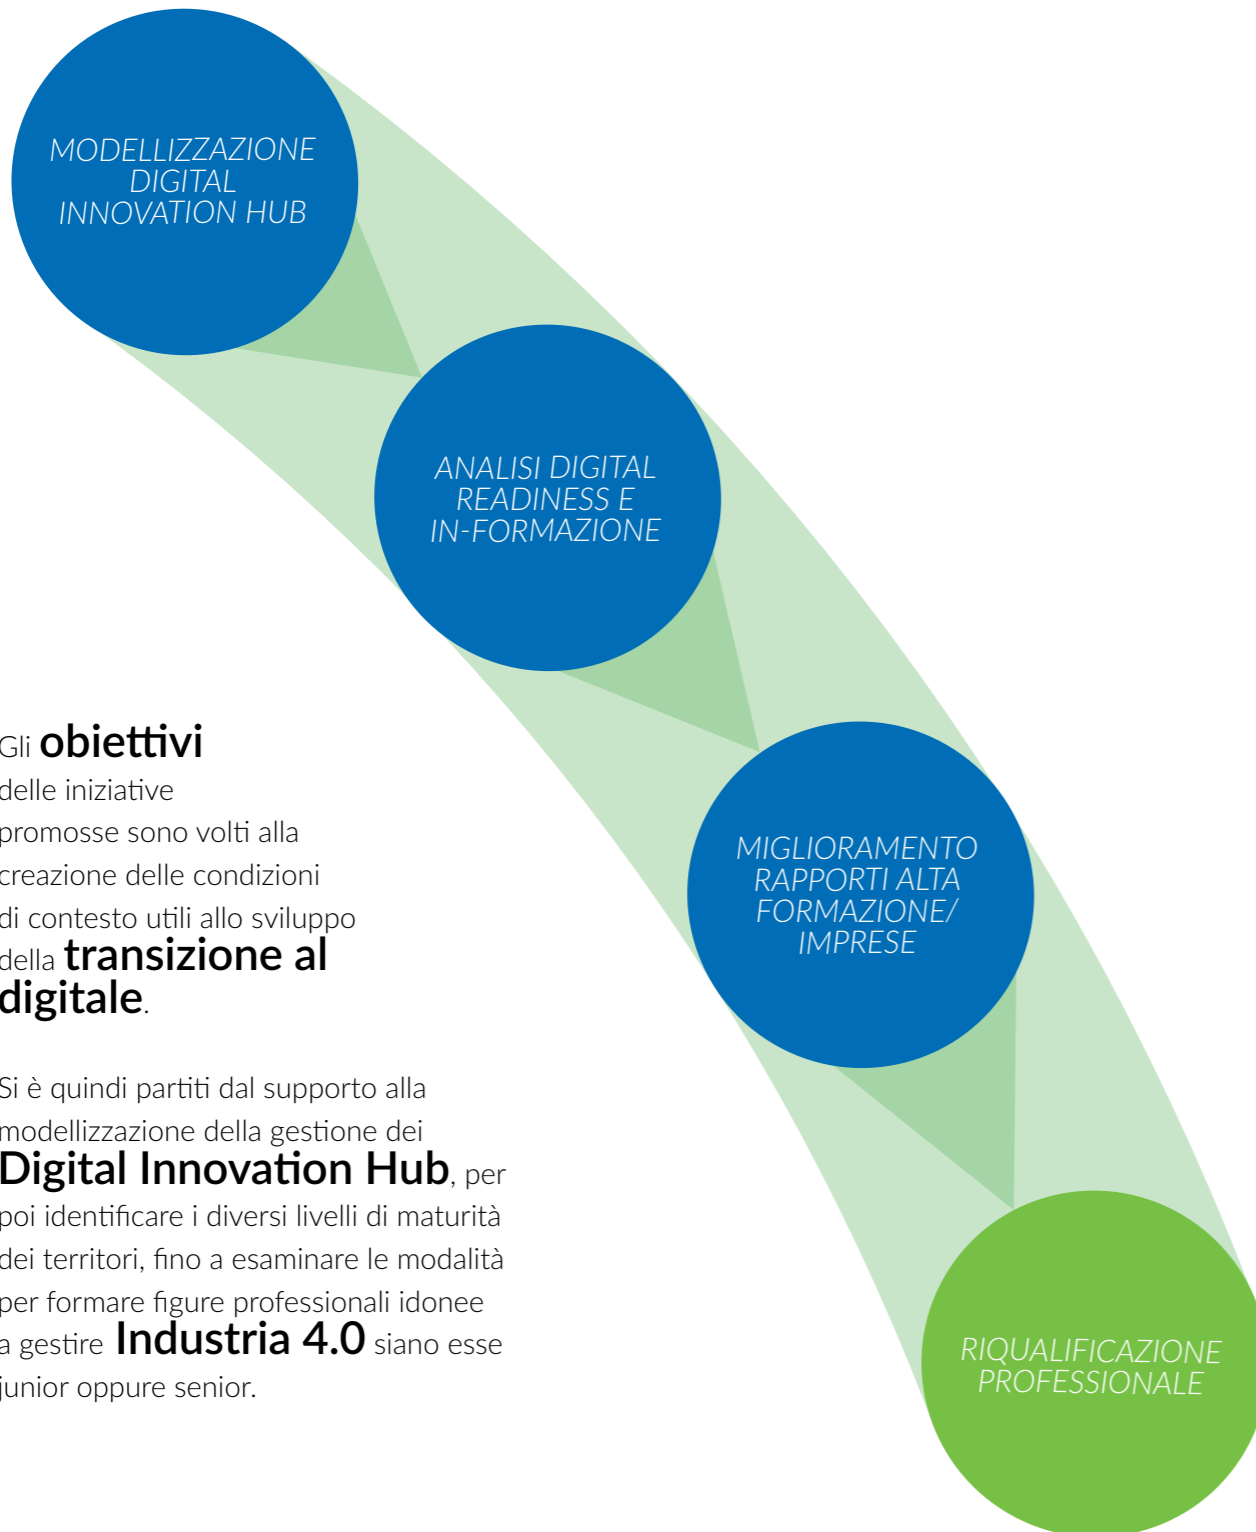 MODELLIZZAZIONE
DIGITAL
INNOVATION HUB
ANALISI DIGITAL
READINESS E
IN-FORMAZIONE
MIGLIORAMENTO
RAPPORTI ALTA
FORMAZIONE/
IMPRESE
RIQUALIFICAZIONE
PROFESSIONALE
Gli obiettivi
delle iniziative
promosse sono volti alla
creazione delle condizioni
di contesto utili allo sviluppo
della transizione al
digitale.
Si è quindi partiti dal supporto alla
modellizzazione della gestione dei
Digital Innovation Hub, per
poi identificare i diversi livelli di maturità
dei territori, fino a esaminare le modalità
per formare figure professionali idonee
a gestire Industria 4.0 siano esse
junior oppure senior.